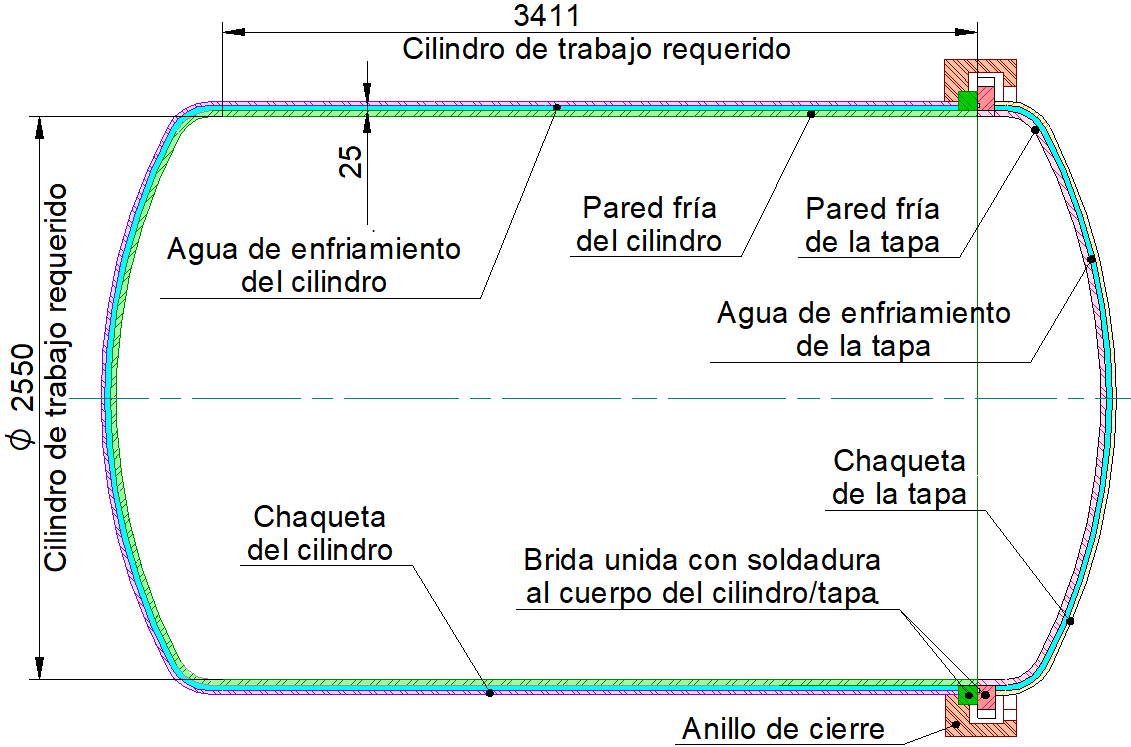 3411
Cilindro de trabajo requerido
25
Pared fría
del cilindro
Pared fría
de la tapa
Agua de enfriamiento
del cilindro
Agua de enfriamiento
de la tapa
ϕ 2550
Cilindro de trabajo requerido
Chaqueta
de la tapa
Chaqueta
del cilindro
Brida unida con soldadura
al cuerpo del cilindro/tapa.
Anillo de cierre